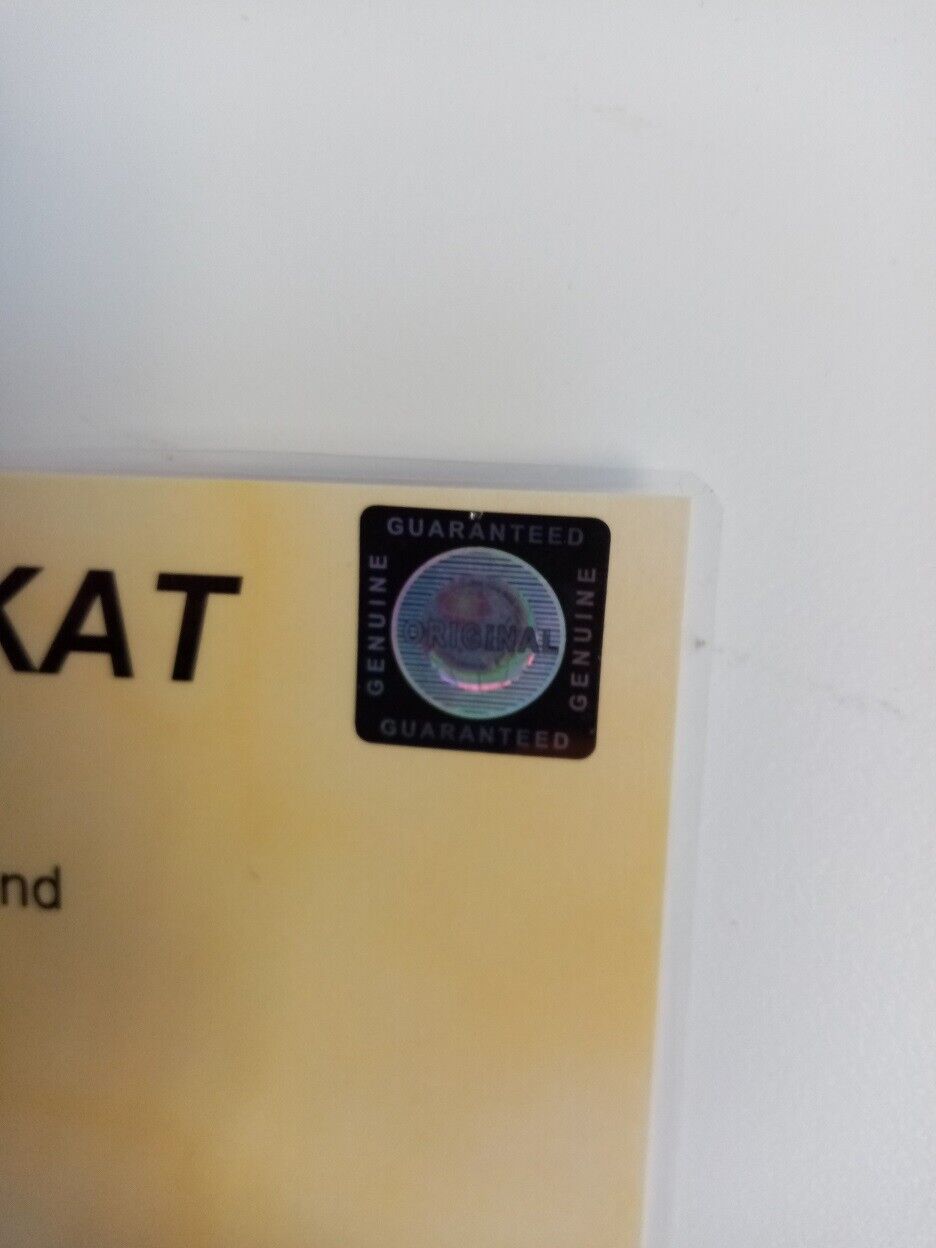 KAT
GUARANTEED
GENUINE
ORIGINAL
GENUINE
GUARANTEED
nd